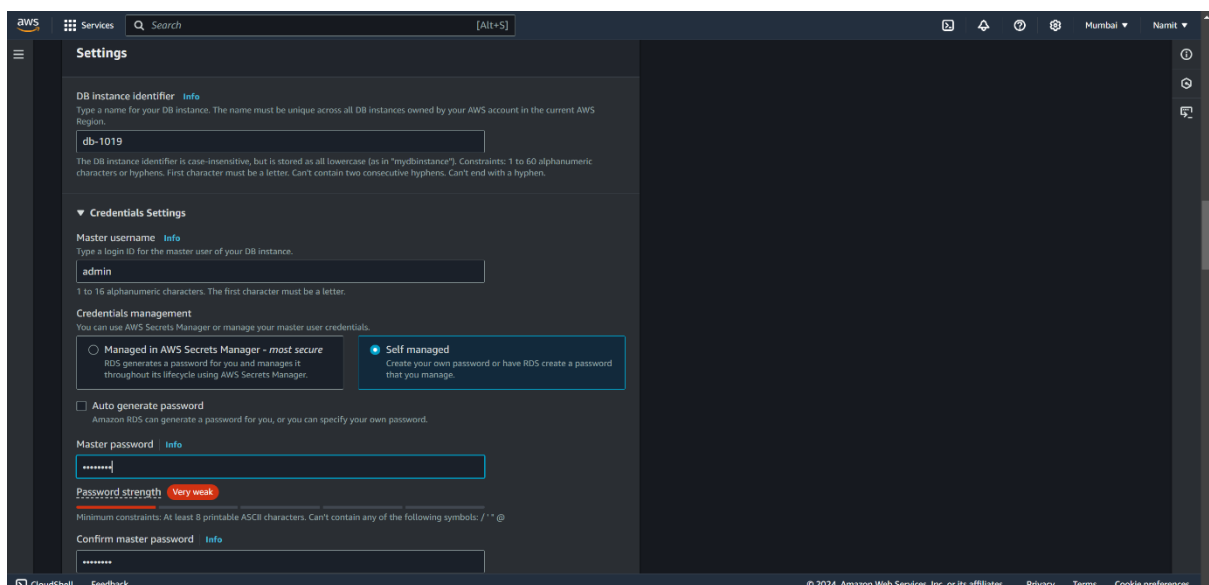 aws
Services
Search
[Alt+S]
Mumbai ▼
Namit ▼
Settings
DB instance identifier Info
Type a name for your DB instance. The name must be unique across all DB instances owned by your AWS account in the current AWS
Region.
db-1019
The DB instance identifier is case-insensitive, but is stored as all lowercase (as in "mydbinstance"). Constraints: 1 to 60 alphanumeric
characters or hyphens. First character must be a letter. Can't contain two consecutive hyphens. Can't end with a hyphen.
▼ Credentials Settings
Master username Info
Type a login ID for the master user of your DB instance.
admin
1 to 16 alphanumeric characters. The first character must be a letter.
Credentials management
You can use AWS Secrets Manager or manage your master user credentials.
Managed in AWS Secrets Manager - most secure
RDS generates a password for you and manages it
throughout its lifecycle using AWS Secrets Manager.
Self managed
Create your own password or have RDS create a password
that you manage.
Auto generate password
Amazon RDS can generate a password for you, or you can specify your own password.
Master password Info
••••••••
Password strength Very weak
Minimum constraints: At least 8 printable ASCII characters. Can't contain any of the following symbols: / ' " @
Confirm master password Info
••••••••
CloudShell Feedback
© 2024, Amazon Web Services, Inc. or its affiliates. Privacy Terms Cookie preferences